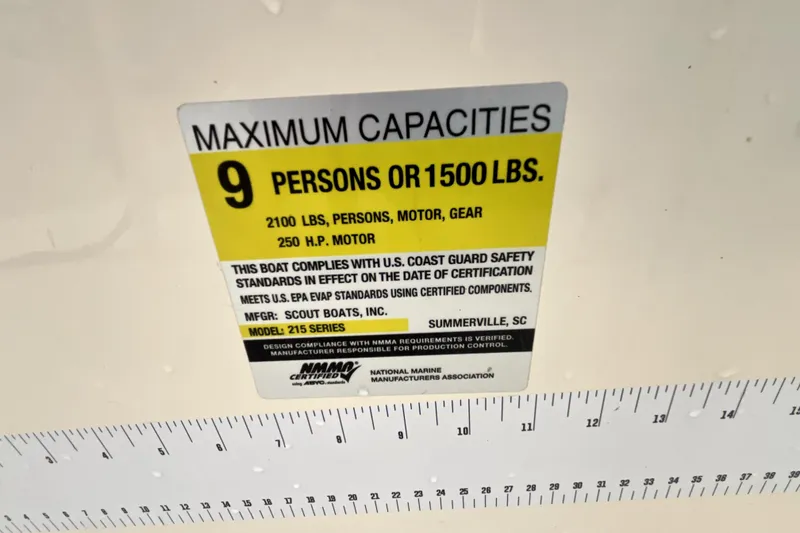 MAXIMUM CAPACITIES
9 PERSONS OR 1500 LBS.
2100 LBS, PERSONS, MOTOR, GEAR
250 H.P. MOTOR
THIS BOAT COMPLIES WITH U.S. COAST GUARD SAFETY
STANDARDS IN EFFECT ON THE DATE OF CERTIFICATION
MEETS U.S. EPA EVAP STANDARDS USING CERTIFIED COMPONENTS.
MFGR: SCOUT BOATS, INC.
MODEL: 215 SERIES SUMMERVILLE, SC
DESIGN COMPLIANCE WITH NMMA REQUIREMENTS IS VERIFIED.
MANUFACTURER RESPONSIBLE FOR PRODUCTION CONTROL.
NMMA
CERTIFIED
using ABYC standards
NATIONAL MARINE
MANUFACTURERS ASSOCIATION
3 4 5 6 7 8 9 10 11 12 13 14 15
3 4 5 6 7 8 9 10 11 12 13 14 15 16 17 18 19 20 21 22 23 24 25 26 27 28 29 30 31 32 33 34 35 36 37 38 39